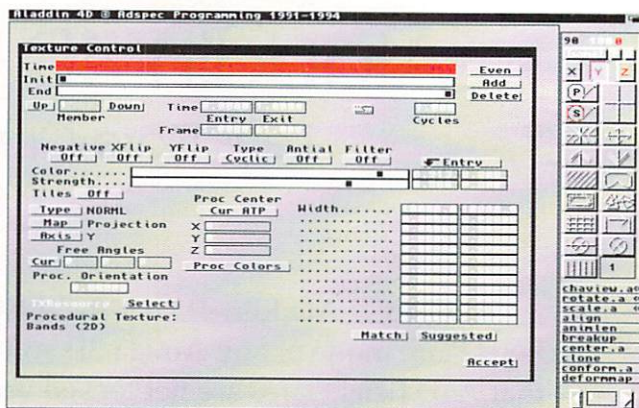 Aladdin 4D © Adspec Programming 1991-1994
Texture Control
Time
Init
End
Even
Add
Delete
Up Down
Member
Time
Entry Exit
Frame
Cycles
Negative XFlip YFlip Type Antial Filter
Off Off Off Cyclic Off Off
Entry
Color.......
Strength....
Tiles Off
Type NORML
Map Projection
Axis Y
Free Angles
Cur
Proc. Orientation
Proc Center
Cur ATP
X
Y
Z
Proc Colors
Width.......
TXResource Select
Procedural Texture:
Bands (2D)
Match Suggested
Accept
90
X Y Z
P
S
1
chaview.a
rotate.a
scale.a
align
animlen
breakup
center.a
clone
conform.a
deformmap